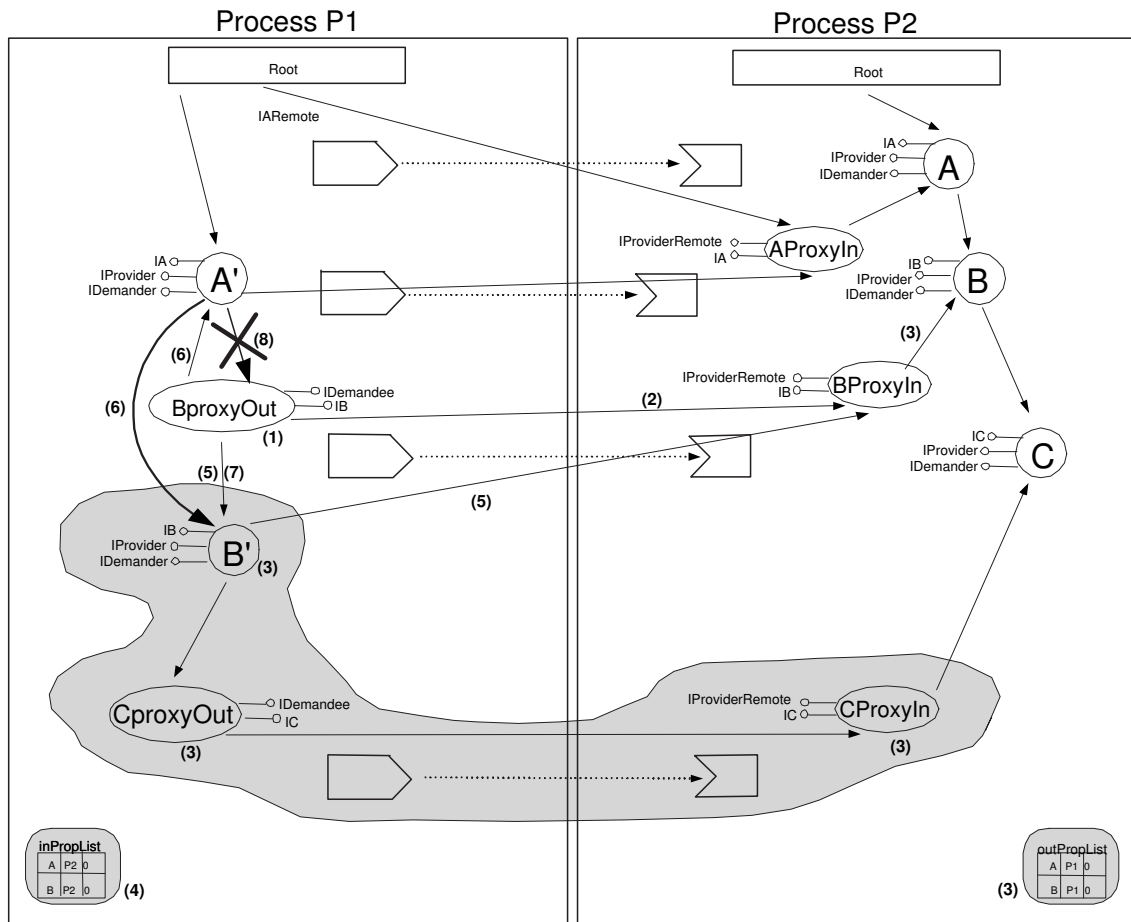 Process P1
Process P2
Root
Root
IARemote
IA
IProvider
IDemander
A
IProviderRemote
IA
AProxyIn
IA
IProvider
IDemander
A'
IB
IProvider
IDemander
B
(8)
(6)
(3)
IProviderRemote
IB
BProxyIn
IDemandee
IB
BproxyOut
(6)
(2)
(1)
IC
IProvider
IDemander
C
(5)
(7)
(5)
IB
IProvider
IDemander
B'
(3)
IDemandee
IC
CproxyOut
(3)
IProviderRemote
IC
CProxyIn
(3)
inPropList
A P2 0
B P2 0
(4)
outPropList
A P1 0
B P1 0
(3)